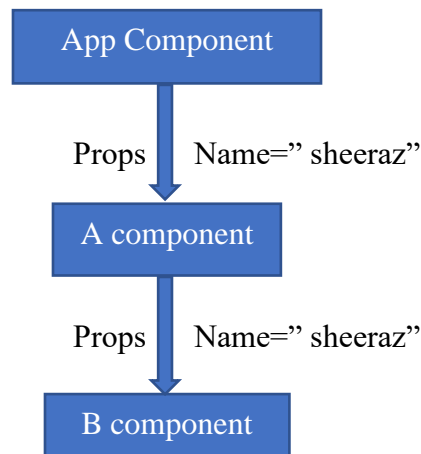 App Component
Props Name=” sheeraz”
A component
Props Name=” sheeraz”
B component